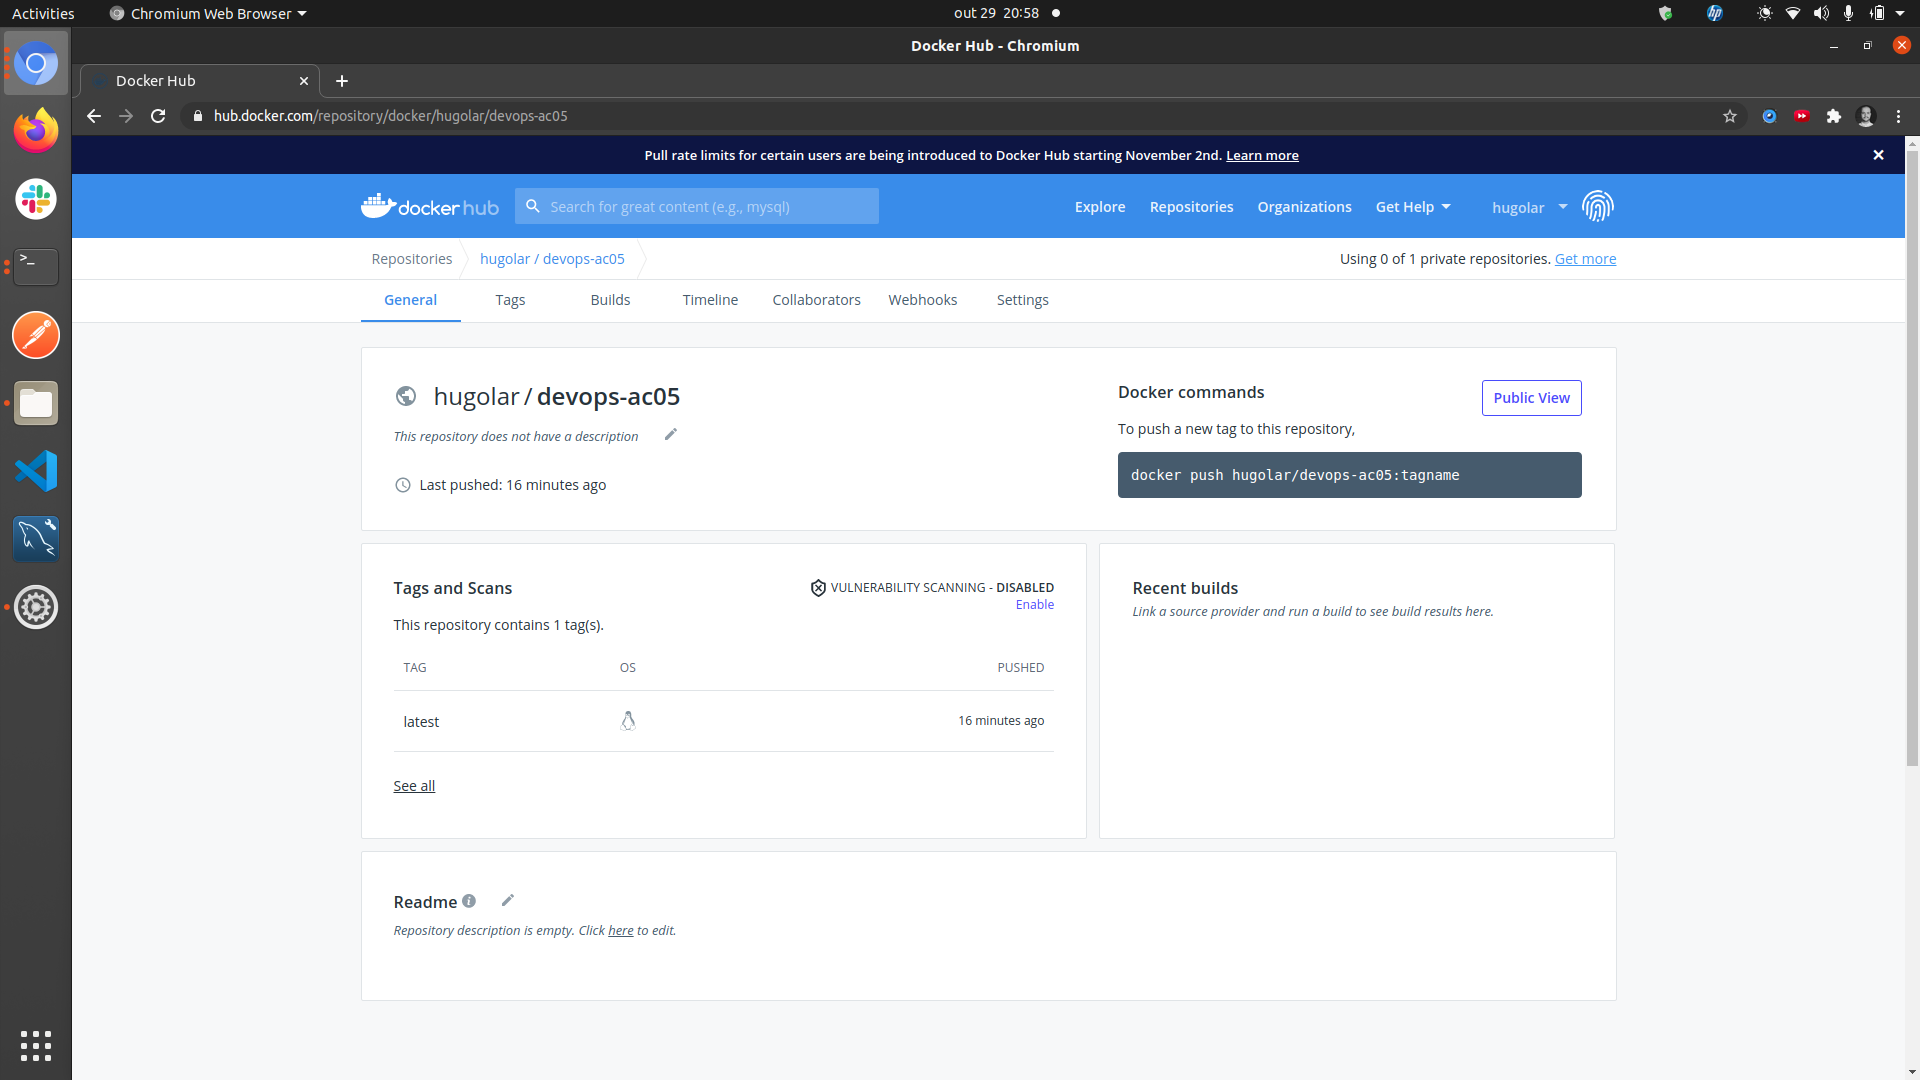 Activities Chromium Web Browser out 29 20:58
Docker Hub - Chromium
Docker Hub
hub.docker.com/repository/docker/hugolar/devops-ac05
Pull rate limits for certain users are being introduced to Docker Hub starting November 2nd. Learn more
docker hub Search for great content (e.g., mysql) Explore Repositories Organizations Get Help hugolar
Repositories hugolar / devops-ac05 Using 0 of 1 private repositories. Get more
General Tags Builds Timeline Collaborators Webhooks Settings
hugolar / devops-ac05
This repository does not have a description
Last pushed: 16 minutes ago
Docker commands
Public View
To push a new tag to this repository,
docker push hugolar/devops-ac05:tagname
Tags and Scans
VULNERABILITY SCANNING - DISABLED
Enable
This repository contains 1 tag(s).
TAG OS PUSHED
latest 16 minutes ago
See all
Recent builds
Link a source provider and run a build to see build results here.
Readme
Repository description is empty. Click here to edit.